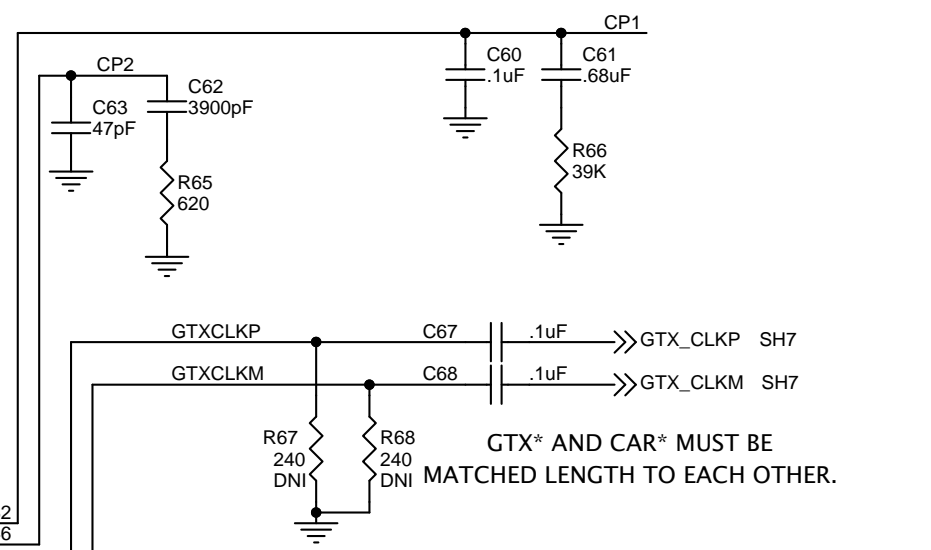 CP1
C60
.1uF
C61
.68uF
CP2
C62
3900pF
C63
47pF
R66
39K
R65
620
GTXCLKP
C67
.1uF
GTX_CLKP SH7
GTXCLKM
C68
.1uF
GTX_CLKM SH7
R67
240
DNI
R68
240
DNI
GTX* AND CAR* MUST BE
MATCHED LENGTH TO EACH OTHER.
2
6